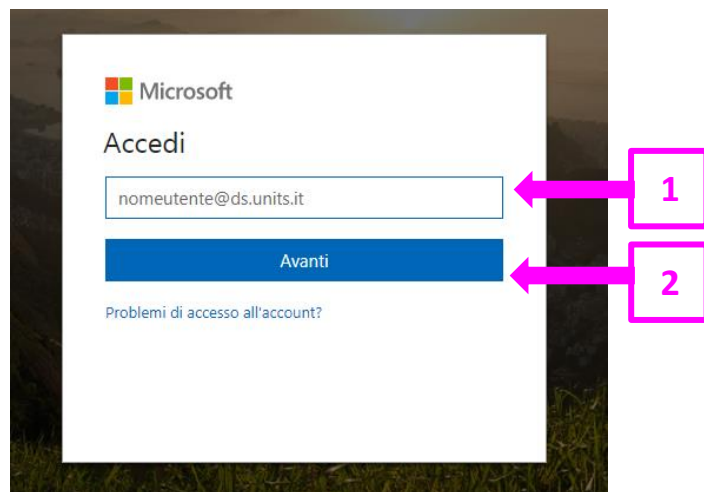 Microsoft
Accedi
nomeutente@ds.units.it
1
Avanti
2
Problemi di accesso all'account?